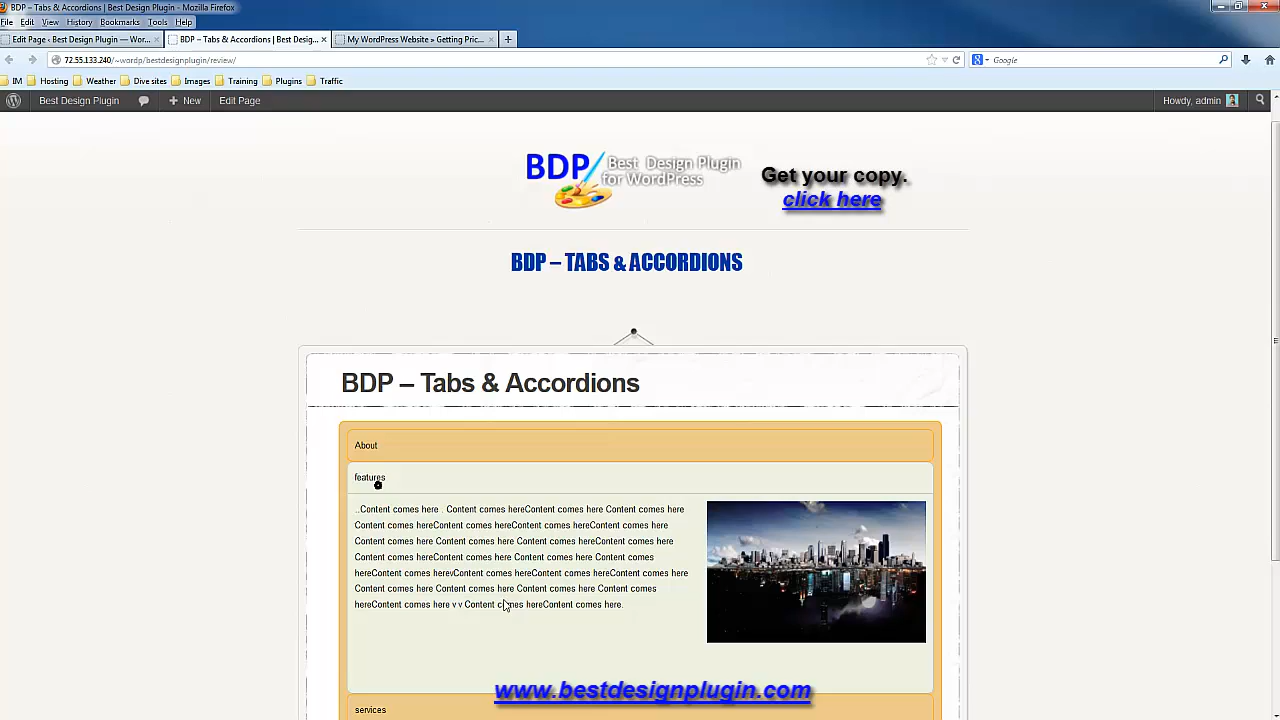 BDP – Tabs & Accordions | Best Design Plugin - Mozilla Firefox
File Edit View History Bookmarks Tools Help
Edit Page ‹ Best Design Plugin — Wor... × BDP – Tabs & Accordions | Best Desig... × My WordPress Website » Getting Pric... × +
72.55.133.240/~wordp/bestdesignplugin/review/ Google
IM Hosting Weather Dive sites Images Training Plugins Traffic
Best Design Plugin + New Edit Page Howdy, admin
BDP Best Design Plugin
for WordPress
Get your copy.
click here
BDP – TABS & ACCORDIONS
BDP – Tabs & Accordions
About
features
..Content comes here . Content comes hereContent comes here Content comes here
Content comes hereContent comes hereContent comes hereContent comes here
Content comes here Content comes here Content comes hereContent comes here
Content comes hereContent comes here Content comes here Content comes
hereContent comes herevContent comes hereContent comes hereContent comes here
Content comes here Content comes here Content comes here Content comes
hereContent comes here v v Content comes hereContent comes here.
www.bestdesignplugin.com
services